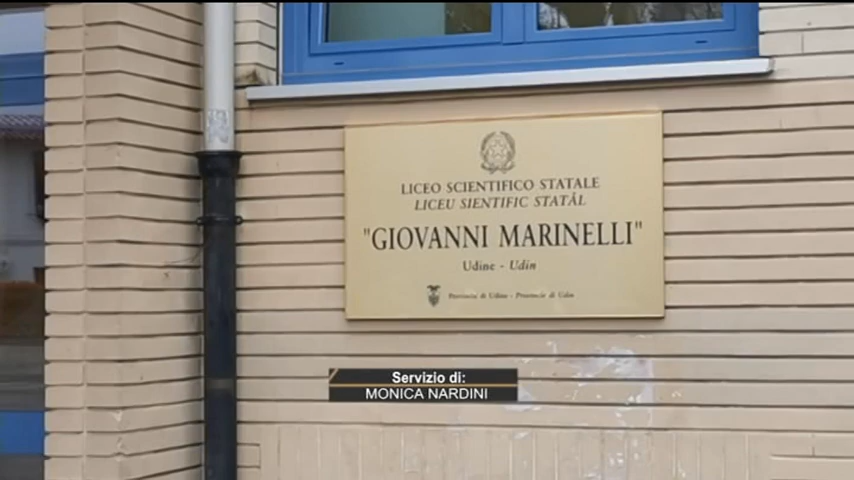 LICEO SCIENTIFICO STATALE
LICEU SIENTIFIC STATÂL
"GIOVANNI MARINELLI"
Udine - Udin
Provincia di Udine - Provincie di Udin
Servizio di:
MONICA NARDINI